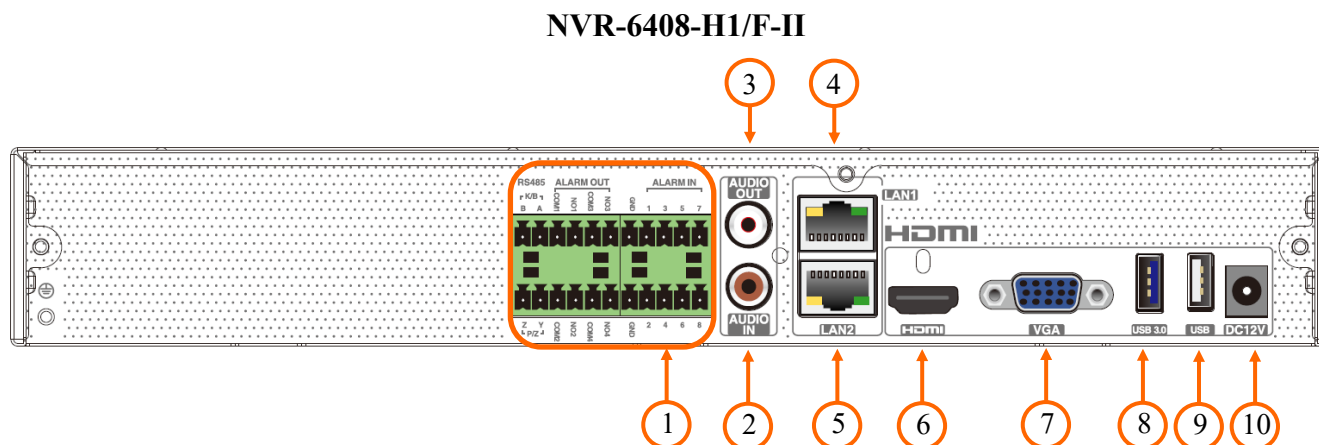 NVR-6408-H1/F-II
3 4
RS485 ALARM OUT ALARM IN
K/B
B A COM1 NO1 COM3 NO3 GND 1 3 5 7
AUDIO
OUT
LAN1
HDMI
Z Y COM2 NO2 COM4 NO4 GND 2 4 6 8
P/Z
AUDIO
IN
LAN2
HDMI
VGA
USB 3.0
USB
DC12V
1 2 5 6 7 8 9 10